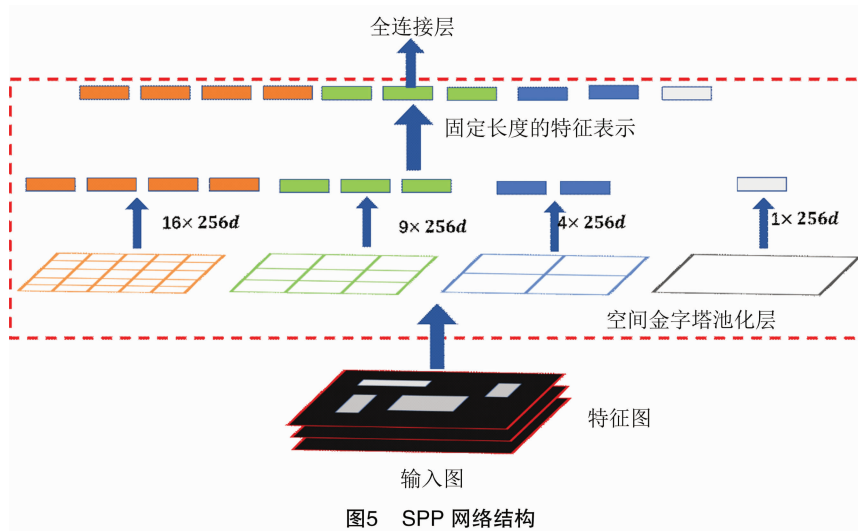 全连接层
固定长度的特征表示
16× 256d
9× 256d
4× 256d
1× 256d
空间金字塔池化层
特征图
输入图
图5 SPP 网络结构